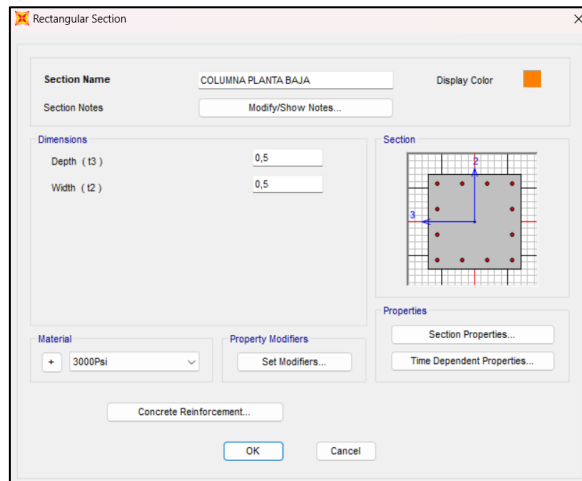 Rectangular Section
Section Name COLUMNA PLANTA BAJA Display Color
Section Notes Modify/Show Notes...
Dimensions
Depth ( t3 ) 0,5
Width ( t2 ) 0,5
Section
2
3
Properties
Section Properties...
Time Dependent Properties...
Material
+ 3000Psi
Property Modifiers
Set Modifiers...
Concrete Reinforcement...
OK Cancel